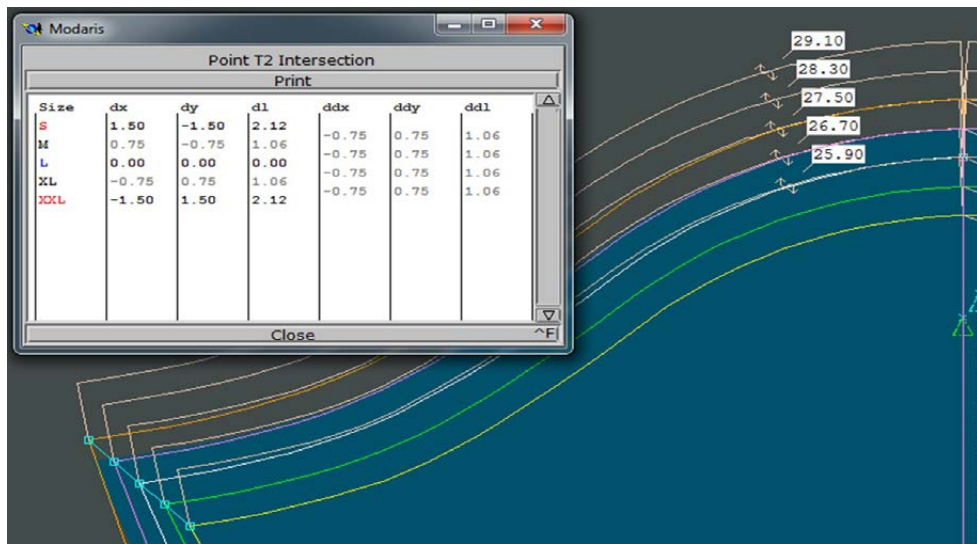 Modaris
Point T2 Intersection
Print
Size dx dy dl ddx ddy ddl
S 1.50 -1.50 2.12
-0.75 0.75 1.06
M 0.75 -0.75 1.06
-0.75 0.75 1.06
L 0.00 0.00 0.00
-0.75 0.75 1.06
XL -0.75 0.75 1.06
-0.75 0.75 1.06
XXL -1.50 1.50 2.12
Close ^F
29.10
28.30
27.50
26.70
25.90